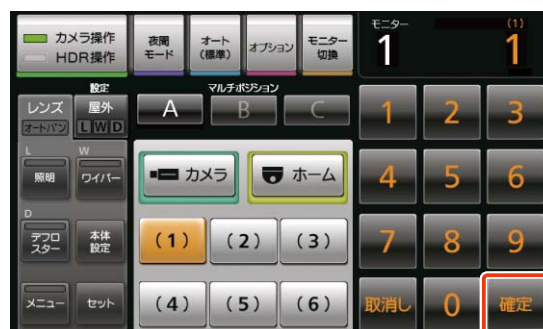 カメラ操作
HDR操作
夜間
モード
オート
(標準)
オプション
モニター
切換
モニター
1
(1)
1
設定
レンズ
オートパン
屋外
L W D
マルチポジション
A
B
C
1
2
3
L
照明
W
ワイパー
カメラ
ホーム
4
5
6
D
デフロ
スター
本体
設定
(1)
(2)
(3)
7
8
9
メニュー
セット
(4)
(5)
(6)
取消し
0
確定